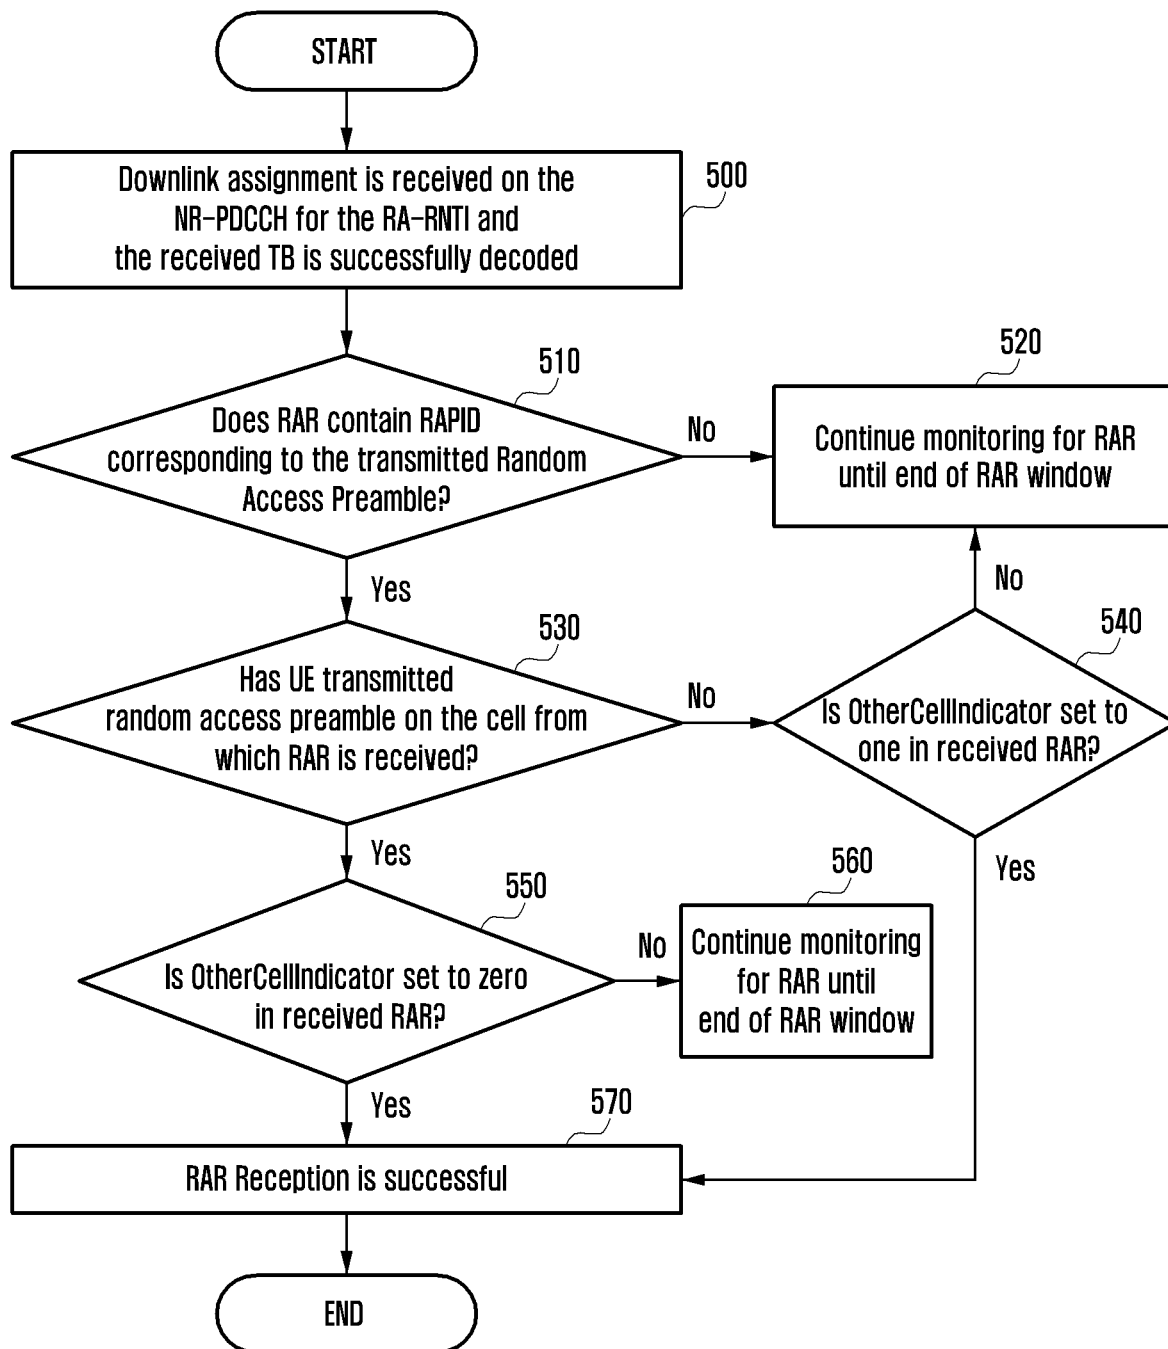 START
500
Downlink assignment is received on the
NR-PDCCH for the RA-RNTI and
the received TB is successfully decoded
510
Does RAR contain RAPID
corresponding to the transmitted Random
Access Preamble?
No
520
Continue monitoring for RAR
until end of RAR window
Yes
No
530
Has UE transmitted
random access preamble on the cell from
which RAR is received?
No
540
Is OtherCellIndicator set to
one in received RAR?
Yes
Yes
550
Is OtherCellIndicator set to zero
in received RAR?
No
560
Continue monitoring
for RAR until
end of RAR window
Yes
570
RAR Reception is successful
END